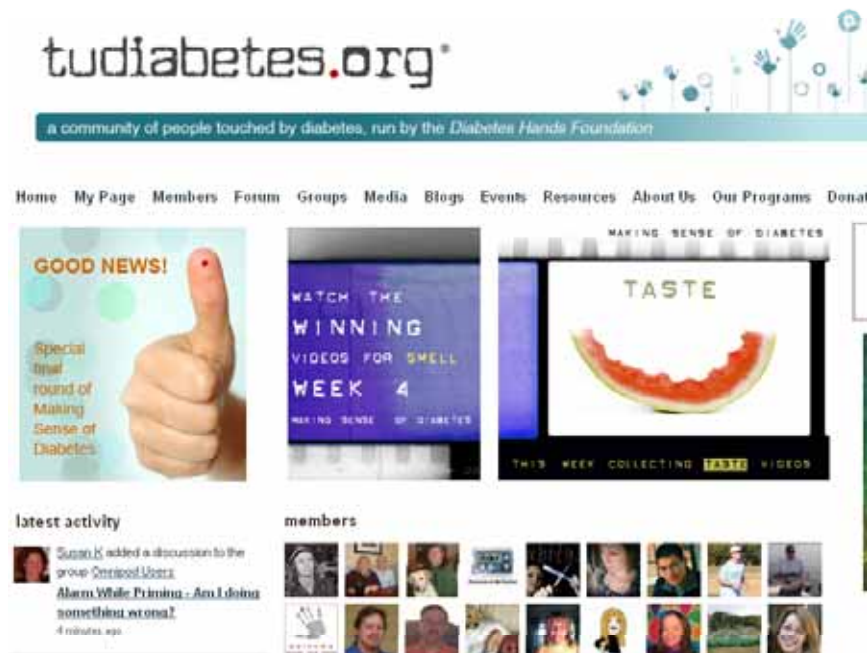 tudiabetes.org
a community of people touched by diabetes, run by the Diabetes Hands Foundation
Home My Page Members Forum Groups Media Blogs Events Resources About Us Our Programs Donat
GOOD NEWS!
Special
final
round of
Making
Sense of
Diabetes
WATCH THE
WINNING
VIDEOS FOR SMELL
WEEK 4
MAKING SENSE OF DIABETES
MAKING SENSE OF DIABETES
TASTE
THIS WEEK COLLECTING TASTE VIDEOS
latest activity
Susan K added a discussion to the
group Omnipod Users
Alarm While Priming - Am I doing
something wrong?
4 minutes ago
members